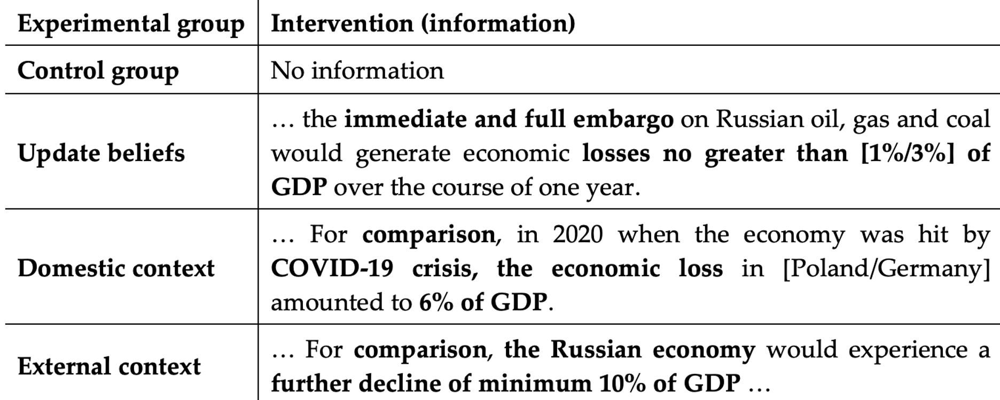 Experimental group Intervention (information)
Control group No information
… the immediate and full embargo on Russian oil, gas and coal
Update beliefs would generate economic losses no greater than [1%/3%] of
GDP over the course of one year.
… For comparison, in 2020 when the economy was hit by
Domestic context COVID-19 crisis, the economic loss in [Poland/Germany]
amounted to 6% of GDP.
… For comparison, the Russian economy would experience a
External context
further decline of minimum 10% of GDP …